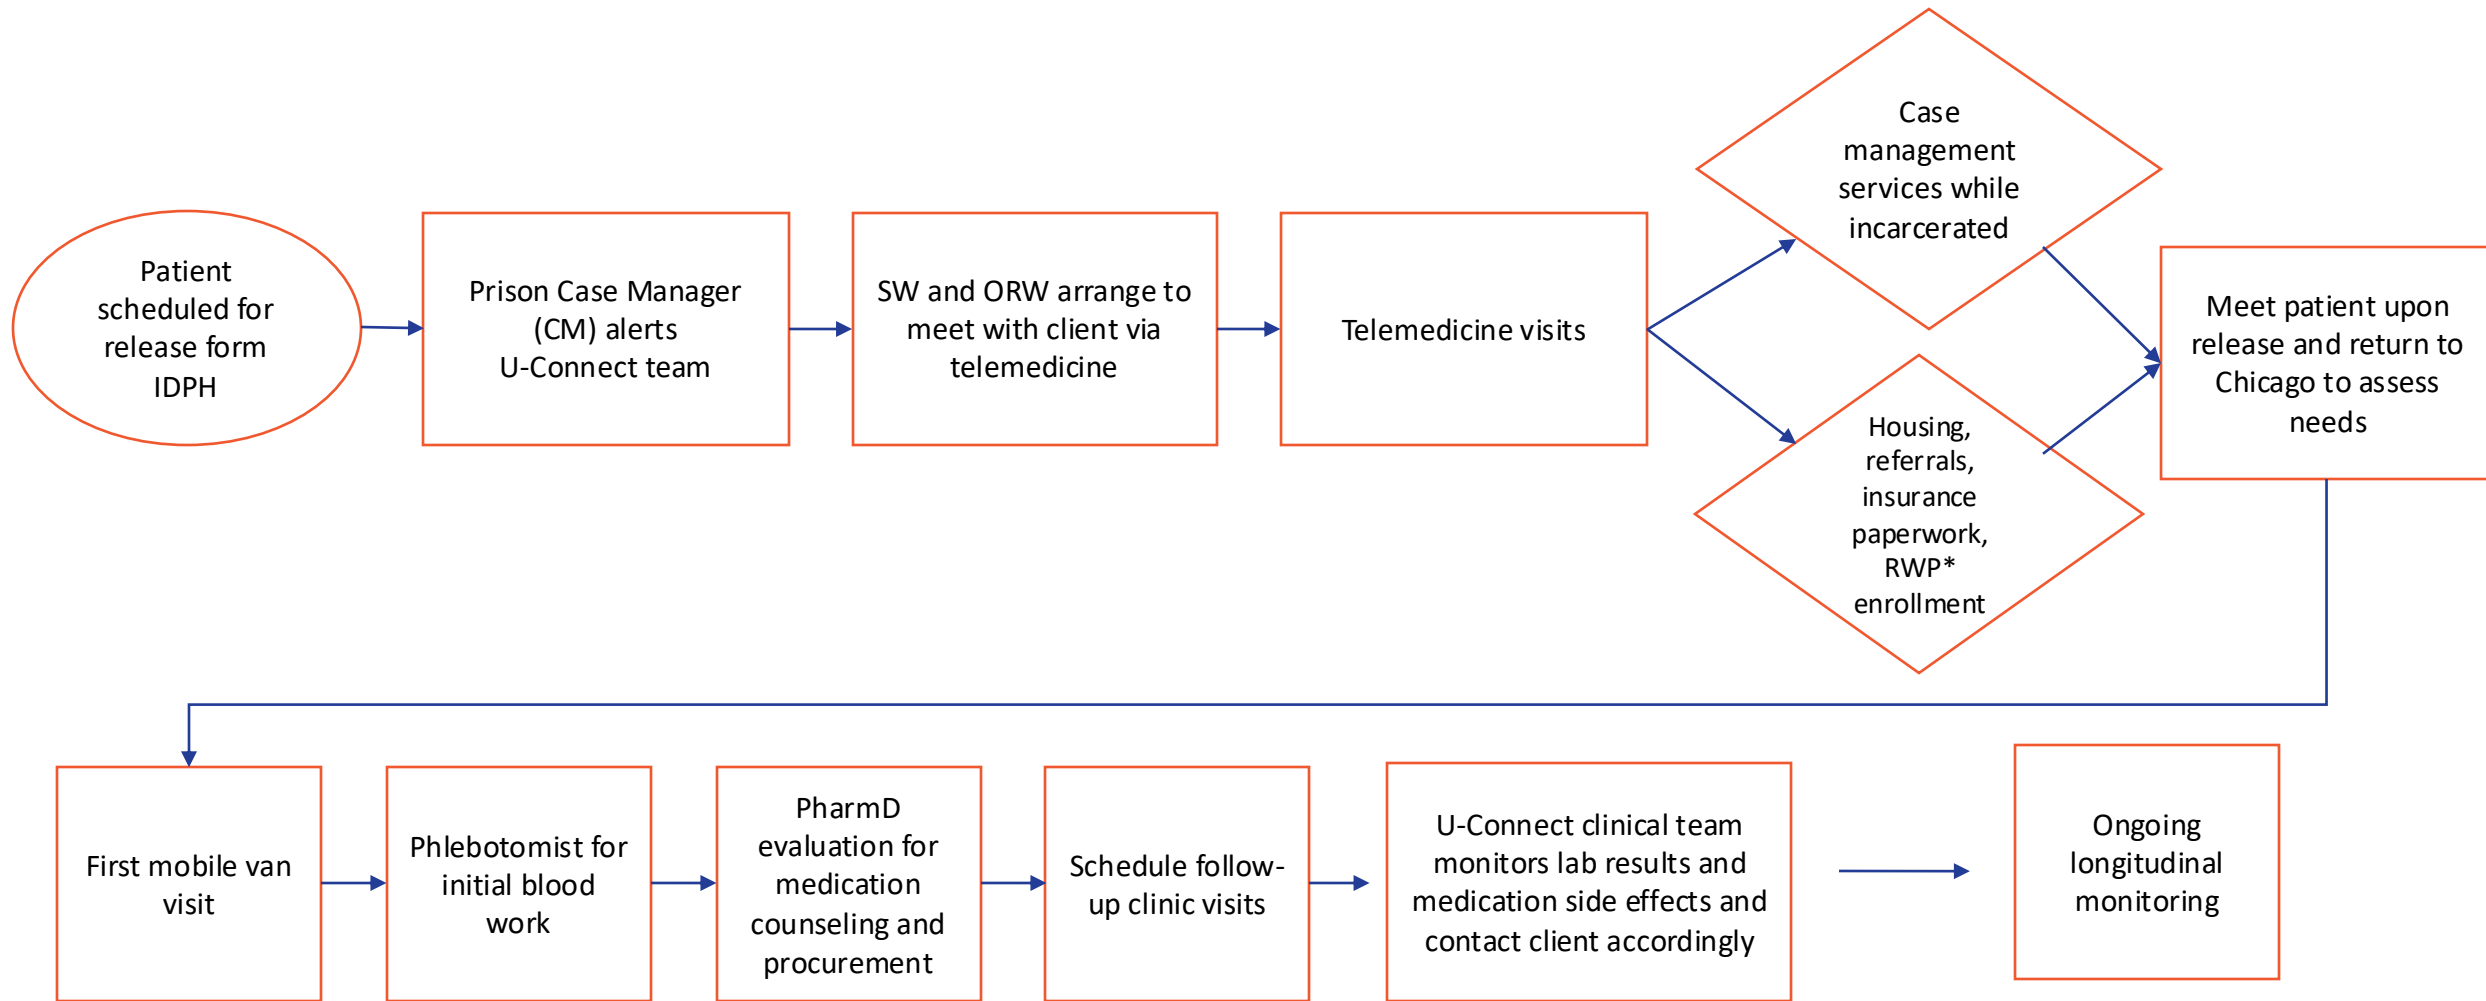 Patient
scheduled for
release form
IDPH
Prison Case Manager
(CM) alerts
U-Connect team
SW and ORW arrange to
meet with client via
telemedicine
Telemedicine visits
Case
management
services while
incarcerated
Housing,
referrals,
insurance
paperwork,
RWP*
enrollment
Meet patient upon
release and return to
Chicago to assess
needs
First mobile van
visit
Phlebotomist for
initial blood
work
PharmD
evaluation for
medication
counseling and
procurement
Schedule follow-
up clinic visits
U-Connect clinical team
monitors lab results and
medication side effects and
contact client accordingly
Ongoing
longitudinal
monitoring